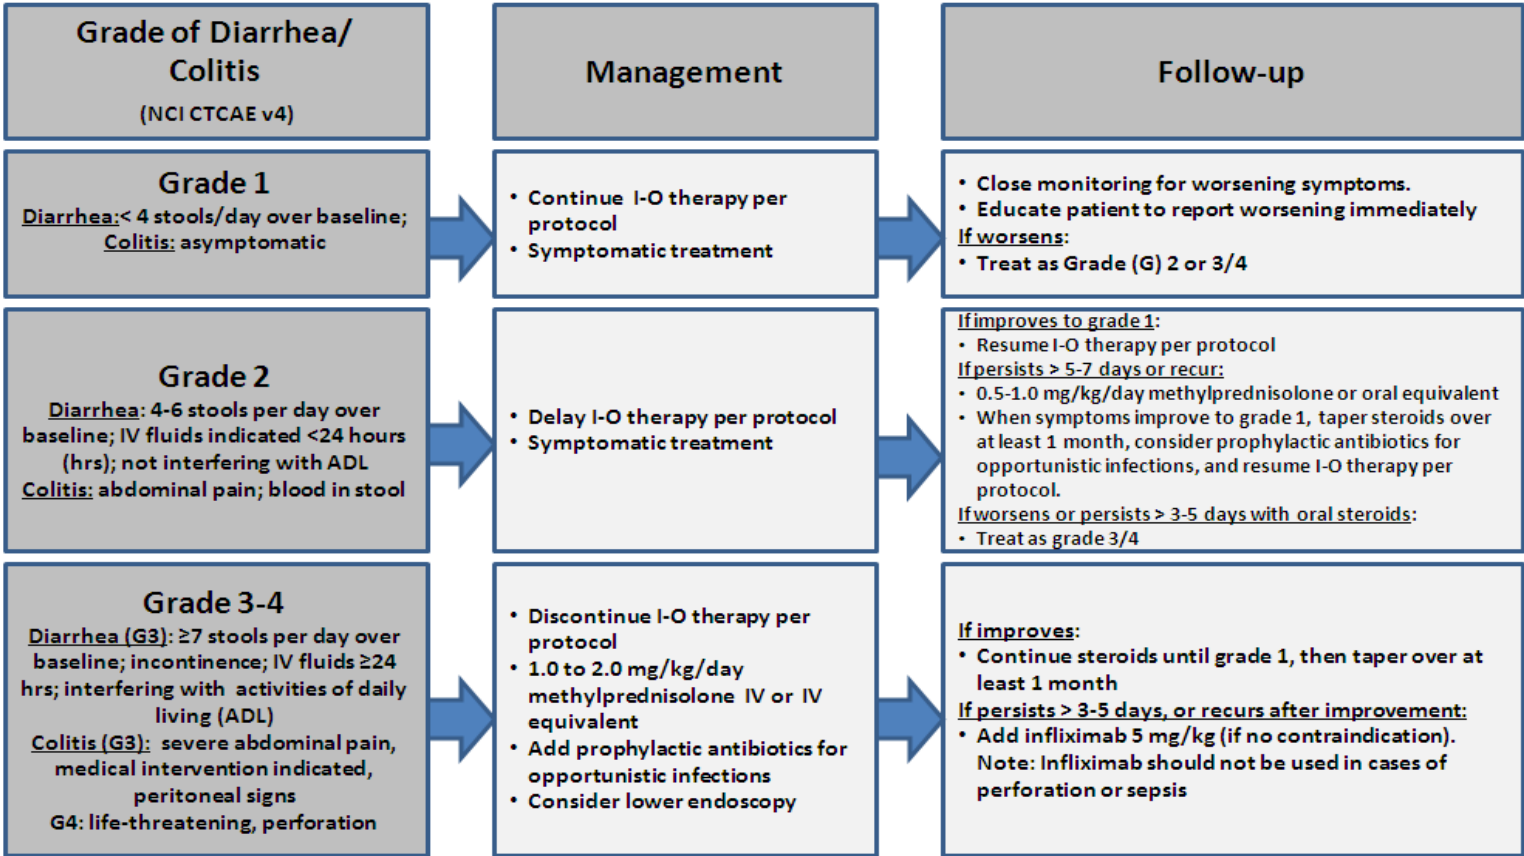 Grade of Diarrhea/
Colitis
(NCI CTCAE v4)
Management
Follow-up
Grade 1
Diarrhea:< 4 stools/day over baseline;
Colitis: asymptomatic
• Continue I-O therapy per
protocol
• Symptomatic treatment
• Close monitoring for worsening symptoms.
• Educate patient to report worsening immediately
If worsens:
• Treat as Grade (G) 2 or 3/4
Grade 2
Diarrhea: 4-6 stools per day over
baseline; IV fluids indicated <24 hours
(hrs); not interfering with ADL
Colitis: abdominal pain; blood in stool
• Delay I-O therapy per protocol
• Symptomatic treatment
If improves to grade 1:
• Resume I-O therapy per protocol
If persists > 5-7 days or recur:
• 0.5-1.0 mg/kg/day methylprednisolone or oral equivalent
• When symptoms improve to grade 1, taper steroids over
at least 1 month, consider prophylactic antibiotics for
opportunistic infections, and resume I-O therapy per
protocol.
If worsens or persists > 3-5 days with oral steroids:
• Treat as grade 3/4
Grade 3-4
Diarrhea (G3): ≥7 stools per day over
baseline; incontinence; IV fluids ≥24
hrs; interfering with activities of daily
living (ADL)
Colitis (G3): severe abdominal pain,
medical intervention indicated,
peritoneal signs
G4: life-threatening, perforation
• Discontinue I-O therapy per
protocol
• 1.0 to 2.0 mg/kg/day
methylprednisolone IV or IV
equivalent
• Add prophylactic antibiotics for
opportunistic infections
• Consider lower endoscopy
If improves:
• Continue steroids until grade 1, then taper over at
least 1 month
If persists > 3-5 days, or recurs after improvement:
• Add infliximab 5 mg/kg (if no contraindication).
Note: Infliximab should not be used in cases of
perforation or sepsis